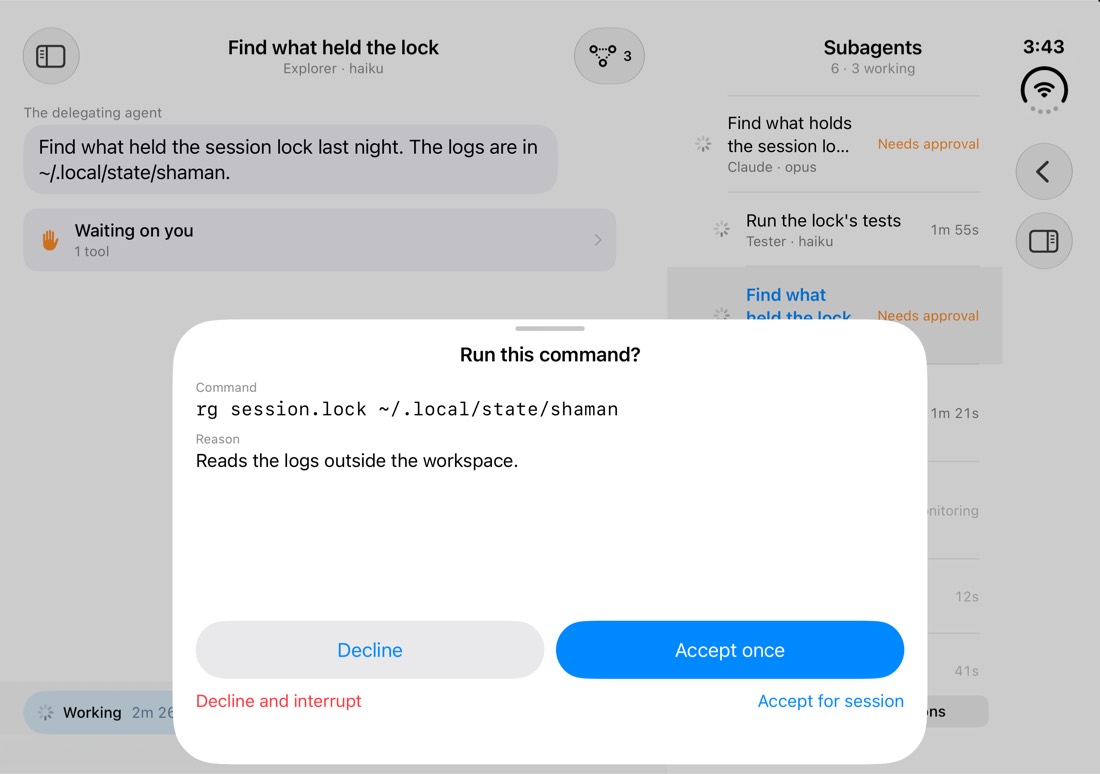 Find what held the lock
Explorer · haiku
3
Subagents
6 · 3 working
3:43
The delegating agent
Find what held the session lock last night. The logs are in
~/.local/state/shaman.
Waiting on you
1 tool
Find what holds
the session lo...
Claude · opus
Needs approval
Run the lock's tests
Tester · haiku
1m 55s
Find what
held the lock
Needs approval
1m 21s
12s
41s
Working 2m
Run this command?
Command
rg session.lock ~/.local/state/shaman
Reason
Reads the logs outside the workspace.
Decline
Accept once
Decline and interrupt
Accept for session